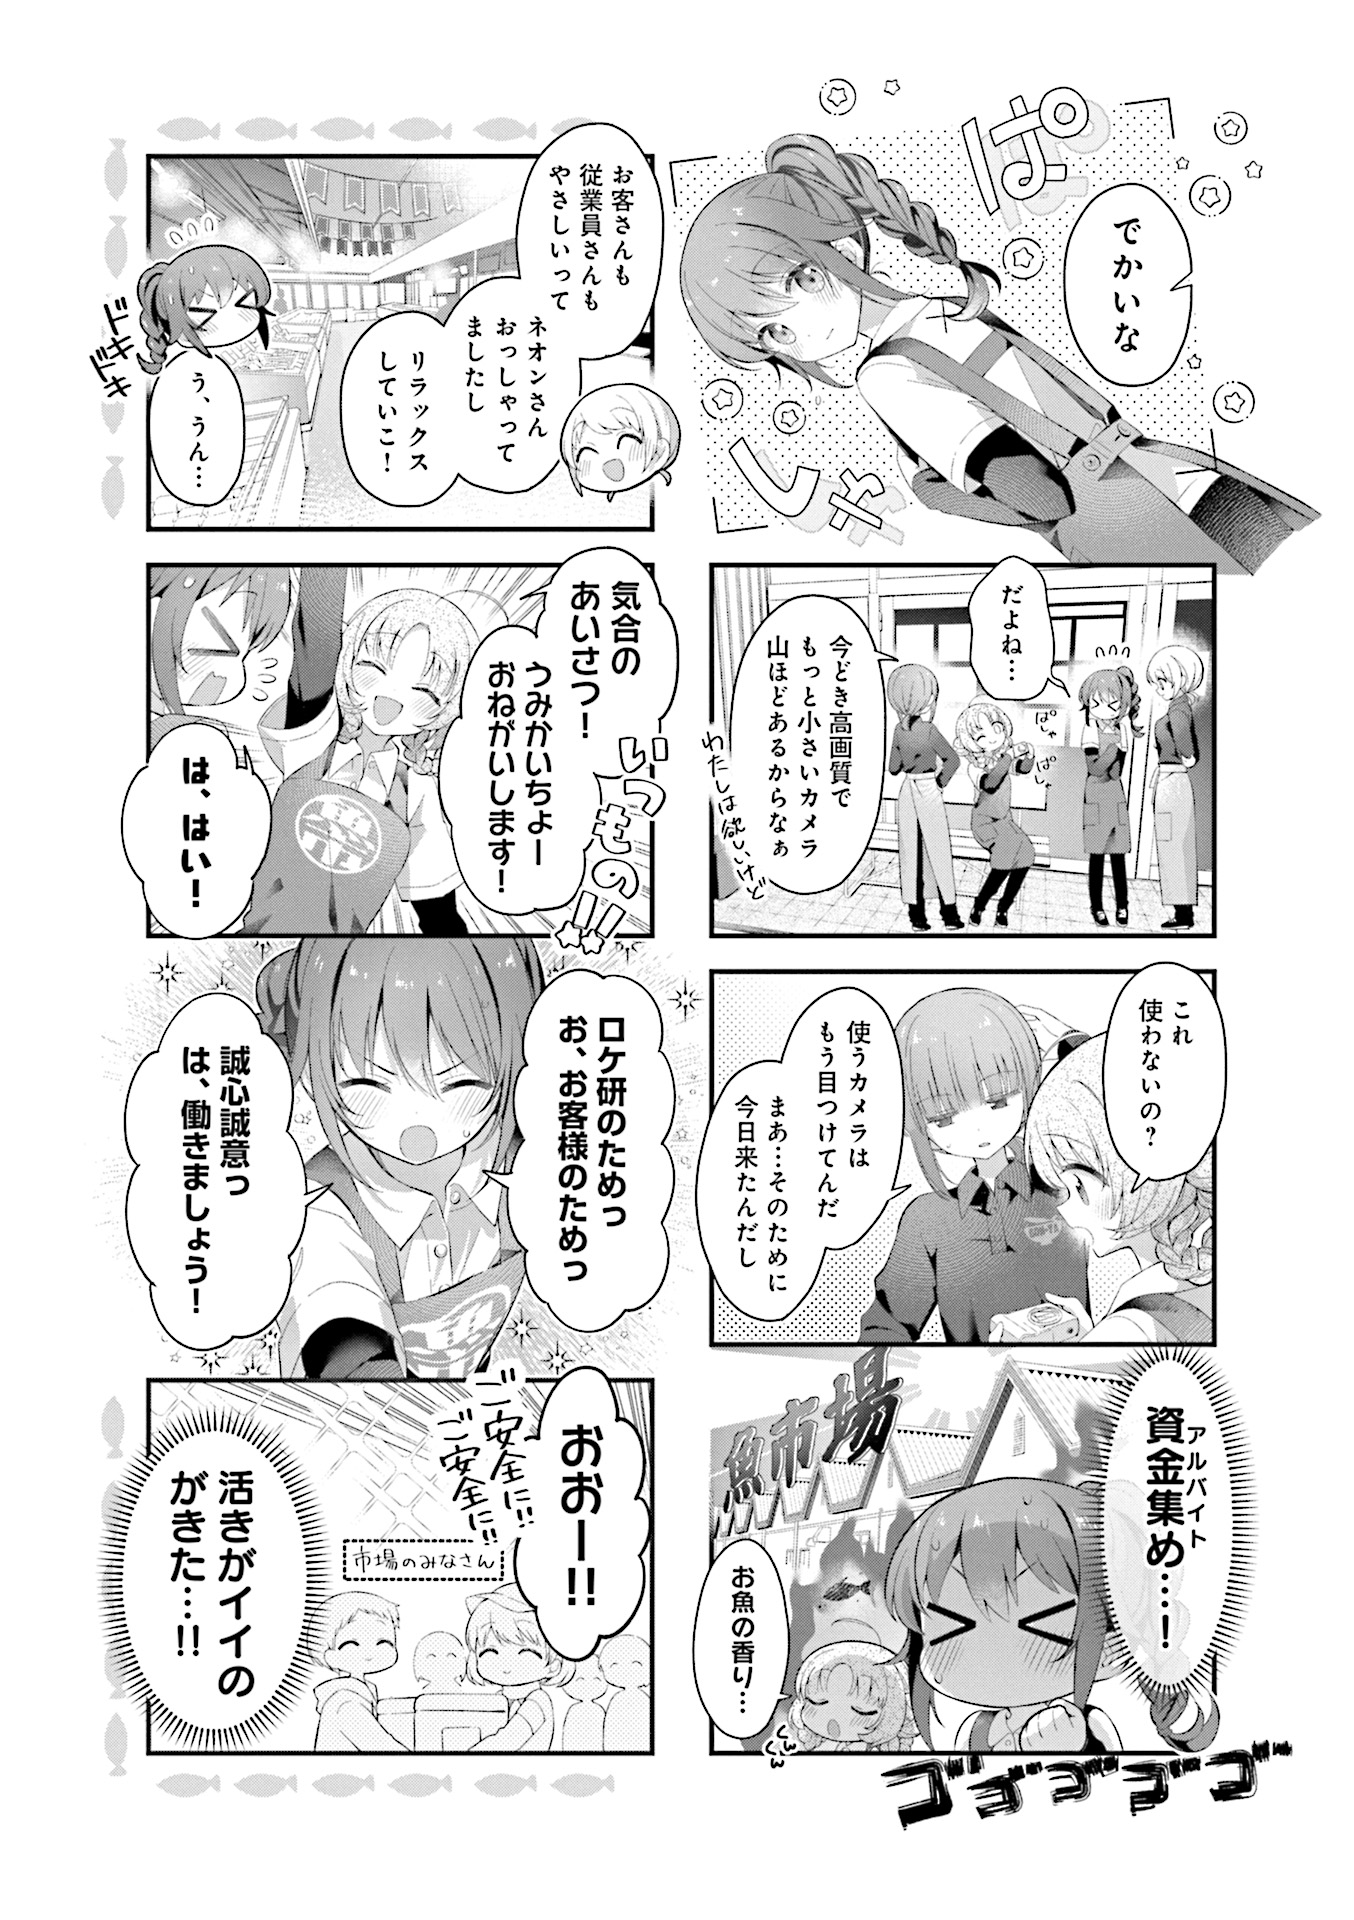 ぱしゃ
でかいな
だよね…
ぱしゃ
ぱしゃ
今どき高画質で
もっと小さいカメラ
山ほどあるからなぁ
わたしは欲しいけど
これ
使わないの？
使うカメラは
もう目つけてんだ
まあ…そのために
今日来たんだし
魚市場
資金集め…！
アルバイト
お魚の香り…
くんくん
ゴゴゴゴゴ
お客さんも
従業員さんも
やさしいって
ネオンさん
おっしゃって
ましたし
リラックス
していこ！
う、うん…
ドキドキ
気合の
あいさつ！
つみかいちょー
おねがいします！
いつもの!!
は、はい！
ロケ研のためっ
お、お客様のためっ
誠心誠意っ
は、働きましょう！
おおー!!
ご安全に!!
ご安全に!!
市場のみなさん
活きがイイの
がきた…!!